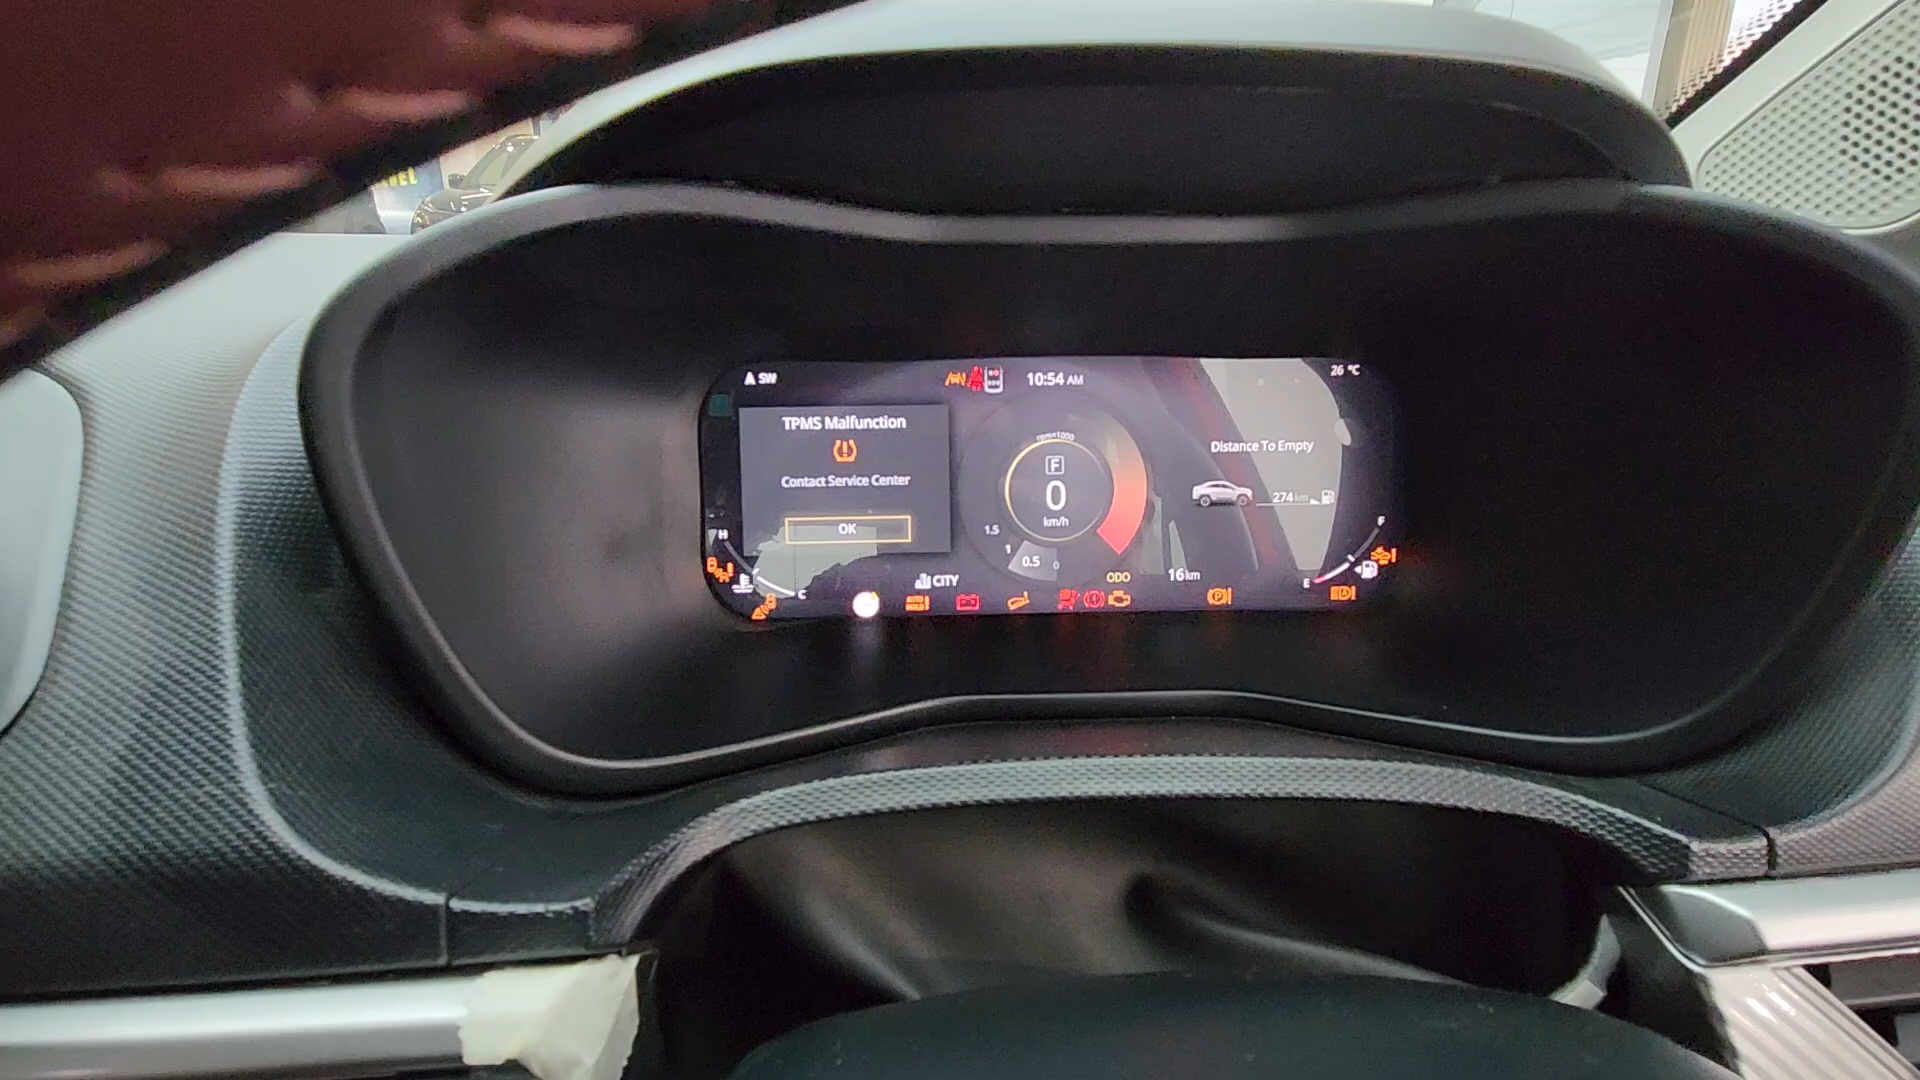 SW
10:54 AM
26 °C
TPMS Malfunction
Contact Service Center
OK
rpm×1000
F
0
km/h
1.5
1
0.5
0
Distance To Empty
274 km
H
C
CITY
ODO
16 km
F
E